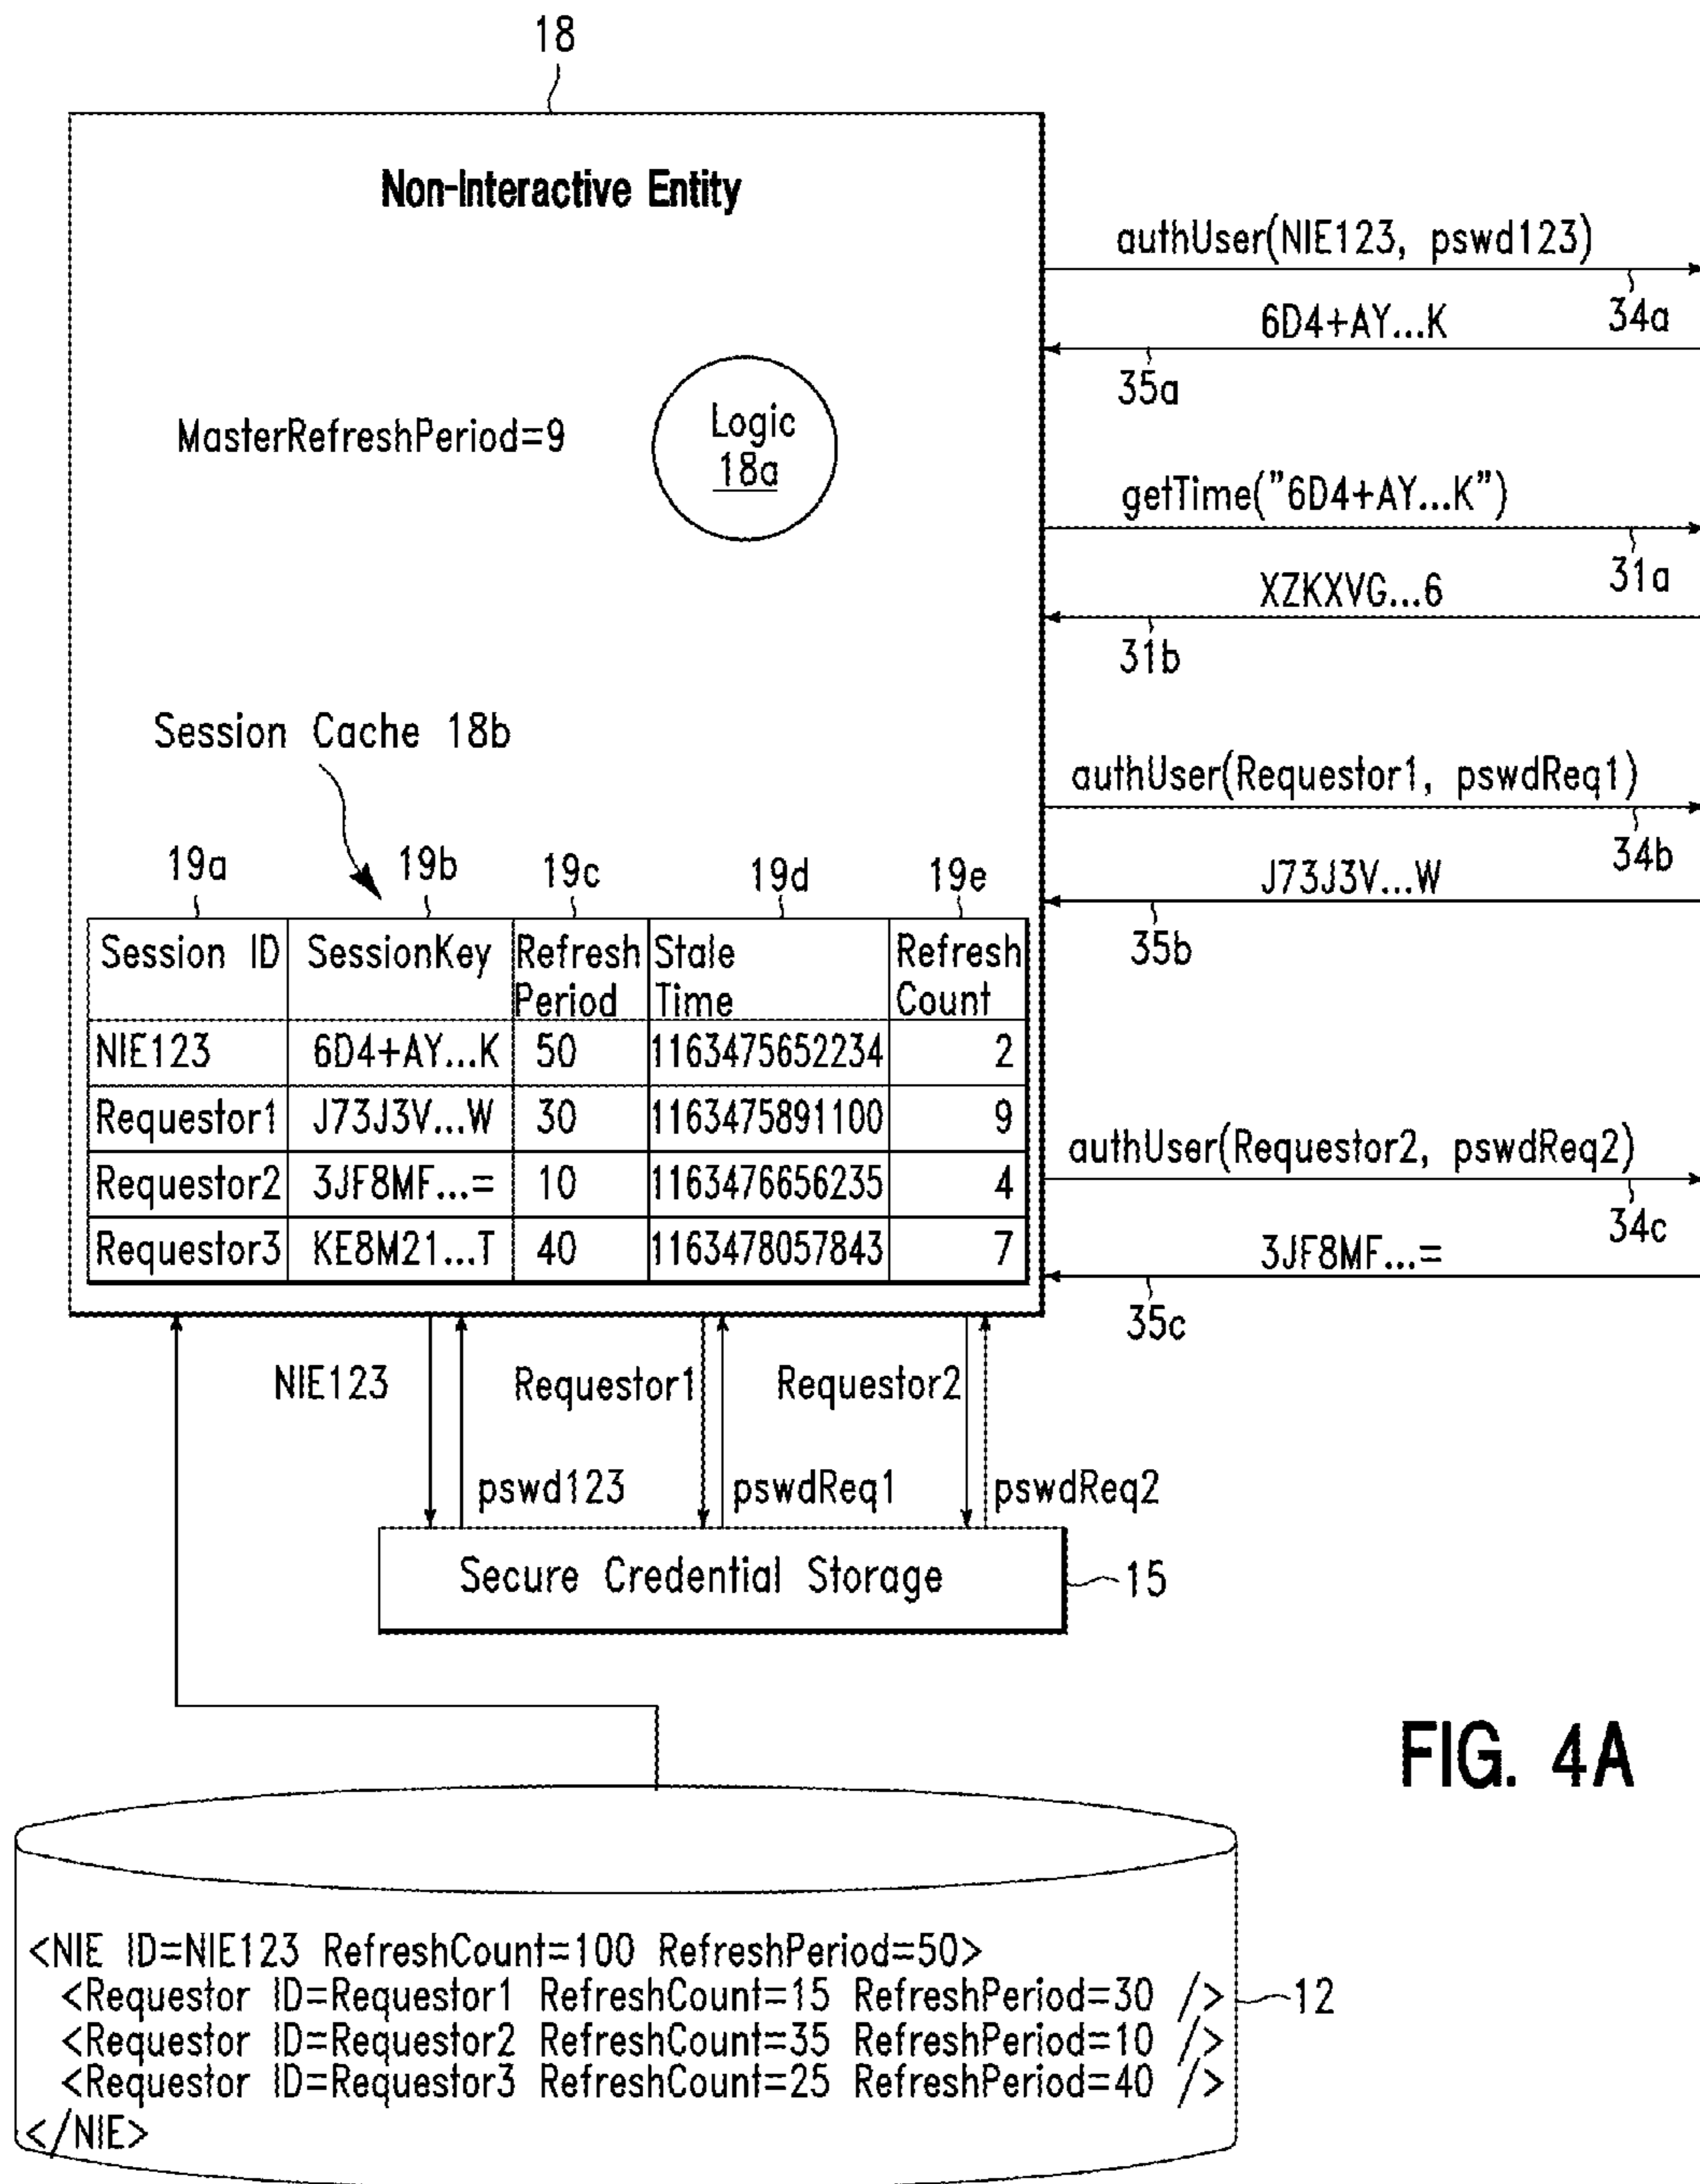 18
Non-Interactive Entity
MasterRefreshPeriod=9
Logic
18a
authUser(NIE123, pswd123)
34a
6D4+AY...K
35a
getTime("6D4+AY...K")
31a
XZKXVG...6
31b
authUser(Requestor1, pswdReq1)
34b
J73J3V...W
35b
authUser(Requestor2, pswdReq2)
34c
3JF8MF...=
35c
Session Cache 18b
19a 19b 19c 19d 19e
Session ID SessionKey Refresh Period Stale Time Refresh Count
NIE123 6D4+AY...K 50 1163475652234 2
Requestor1 J73J3V...W 30 1163475891100 9
Requestor2 3JF8MF...= 10 1163476656235 4
Requestor3 KE8M21...T 40 1163478057843 7
NIE123 Requestor1 Requestor2
pswd123 pswdReq1 pswdReq2
Secure Credential Storage
15
FIG. 4A
<NIE ID=NIE123 RefreshCount=100 RefreshPeriod=50>
<Requestor ID=Requestor1 RefreshCount=15 RefreshPeriod=30 />
<Requestor ID=Requestor2 RefreshCount=35 RefreshPeriod=10 />
<Requestor ID=Requestor3 RefreshCount=25 RefreshPeriod=40 />
</NIE>
12